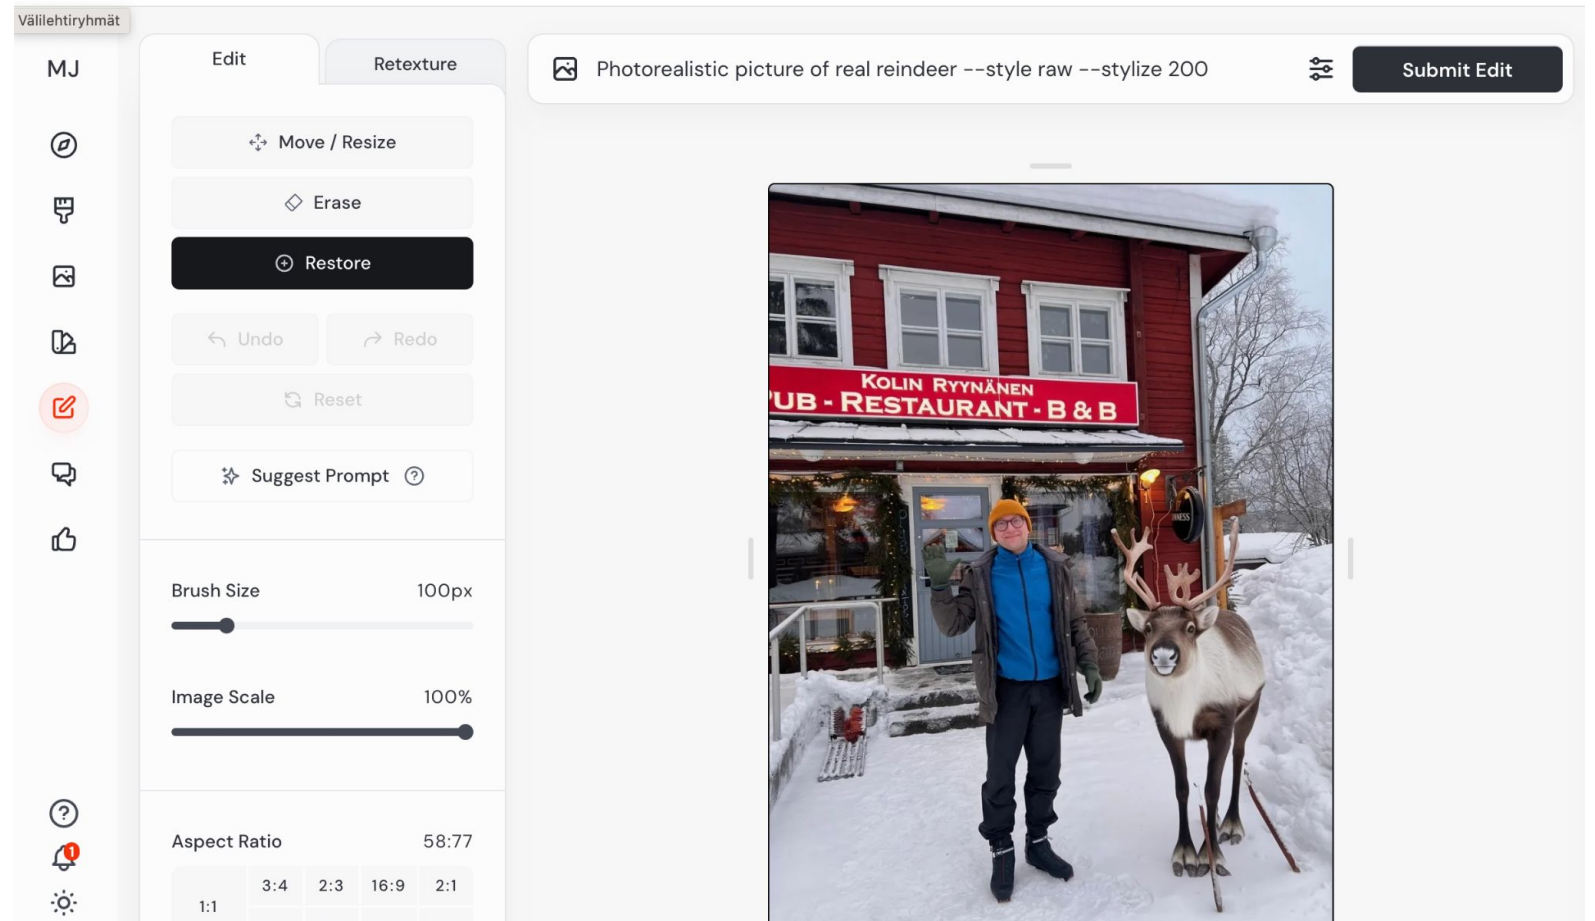 Välilehtiryhmät
MJ
Edit
Retexture
Photorealistic picture of real reindeer --style raw --stylize 200
Submit Edit
Move / Resize
Erase
Restore
Undo
Redo
Reset
Suggest Prompt ?
Brush Size 100px
Image Scale 100%
Aspect Ratio 58:77
1:1 3:4 2:3 16:9 2:1
KOLIN RYYNÄNEN
UB - RESTAURANT - B & B
?
1